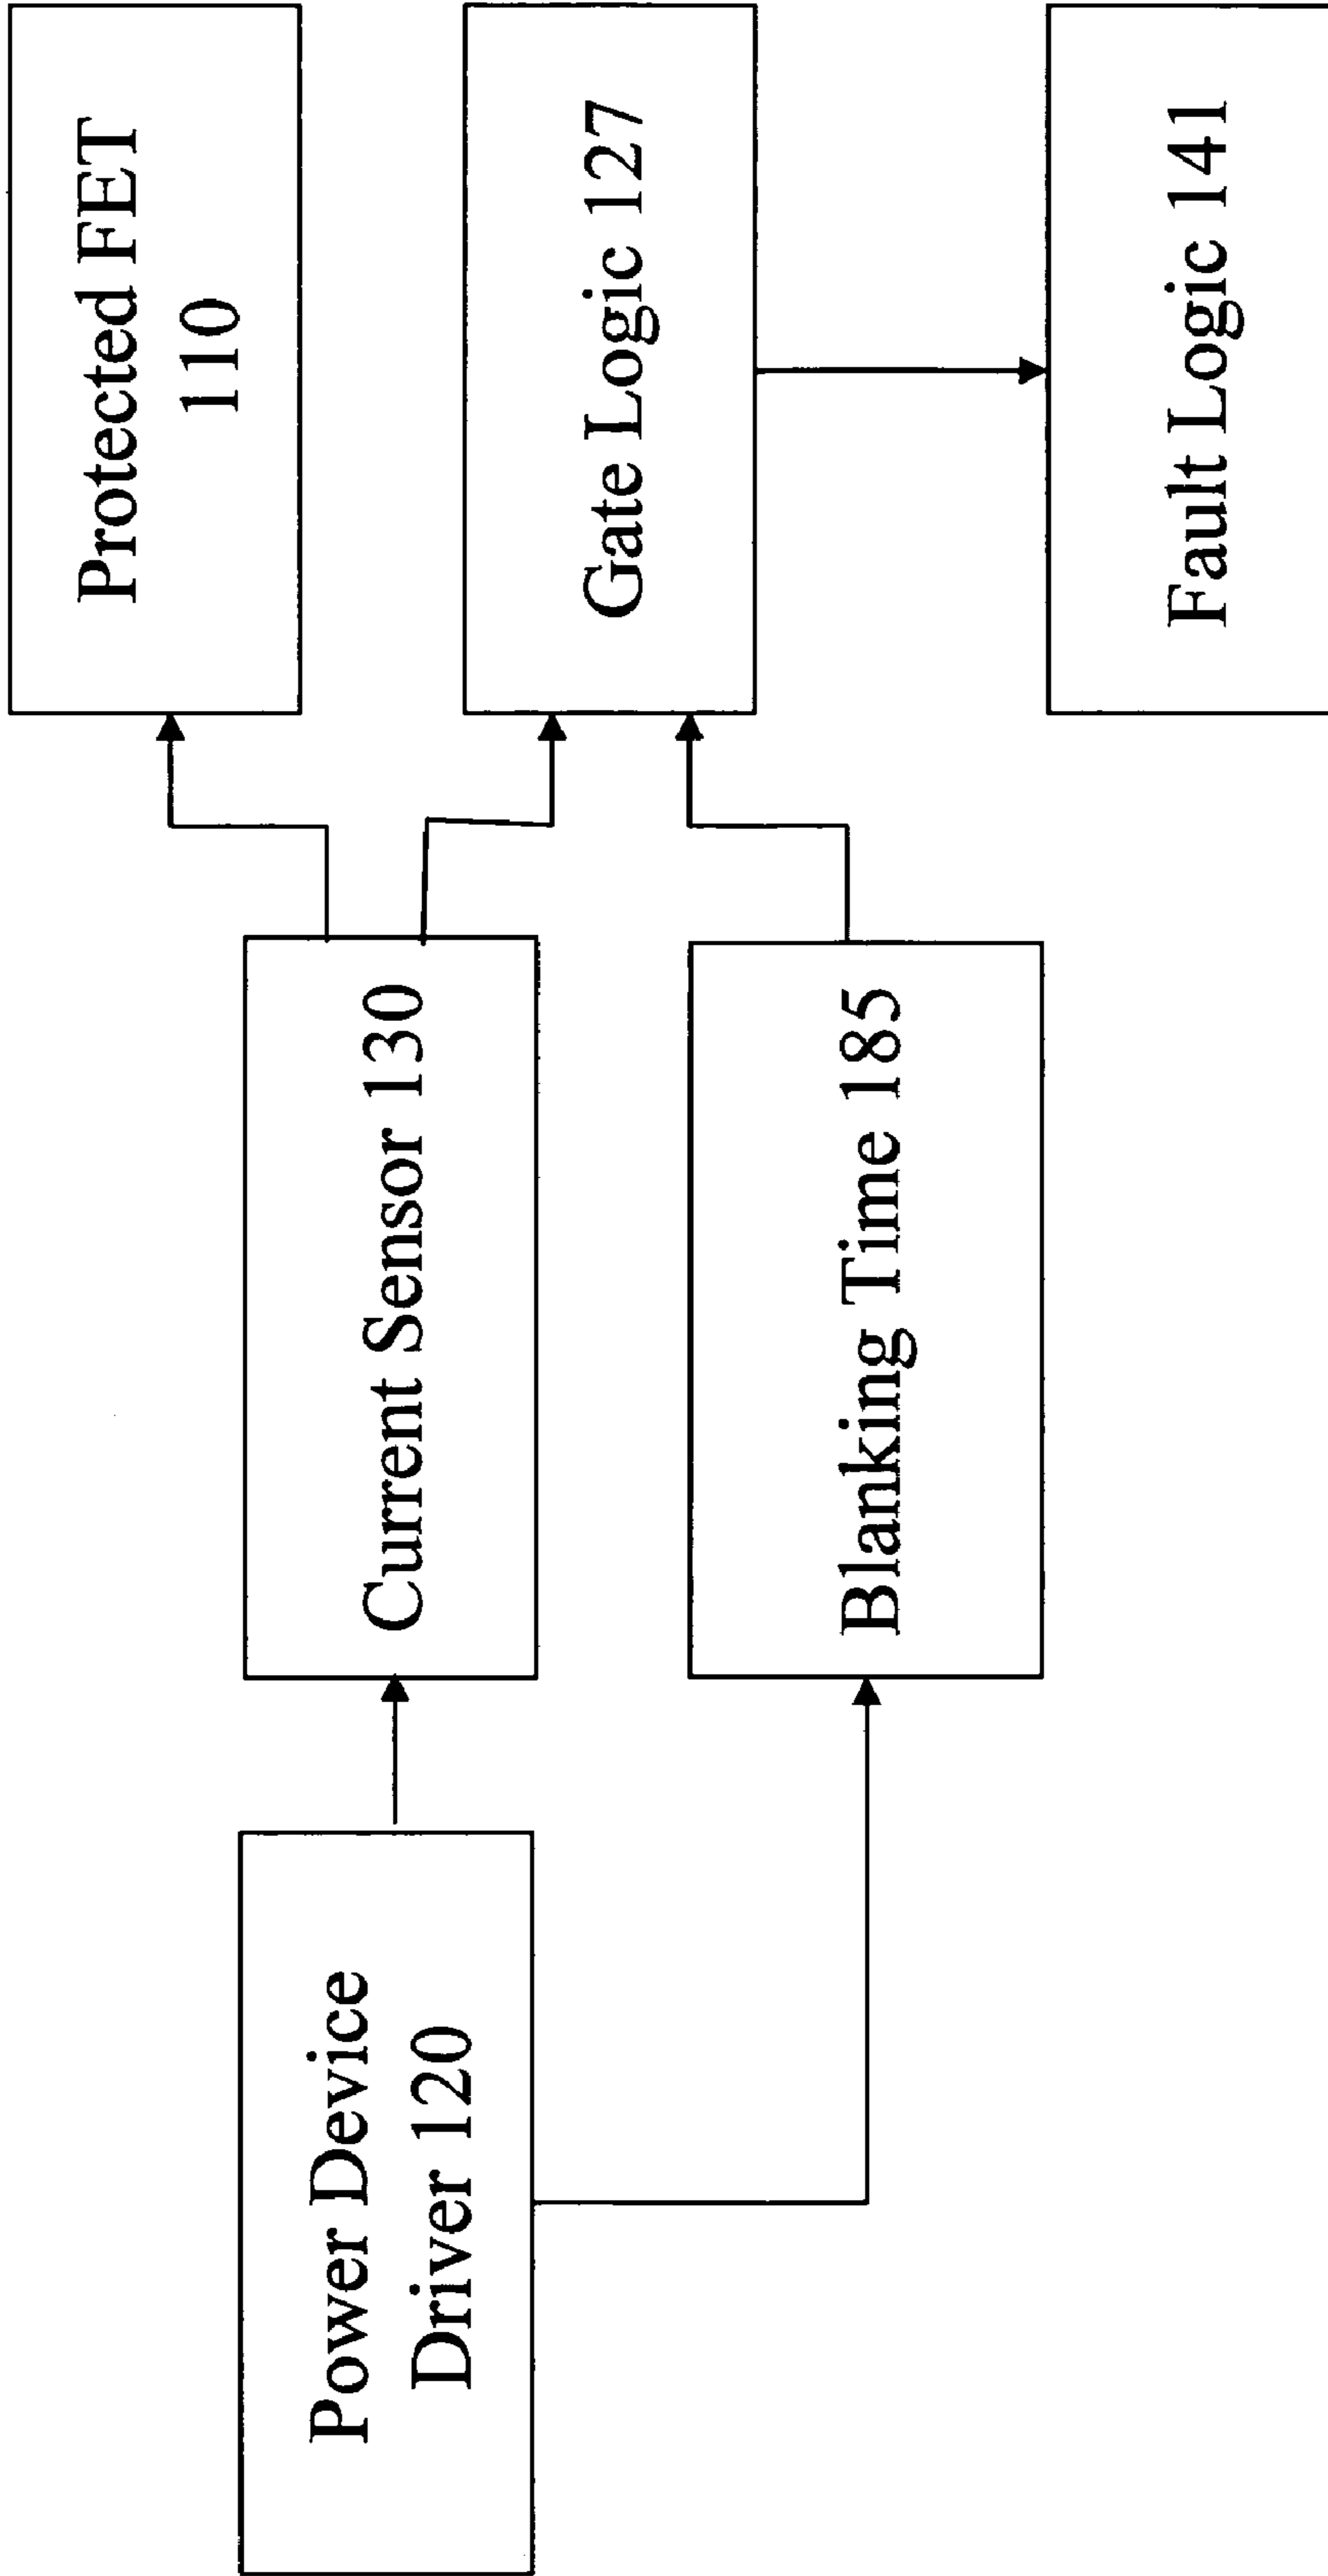 Power Device
Driver 120
Current Sensor 130
Blanking Time 185
Protected FET
110
Gate Logic 127
Fault Logic 141